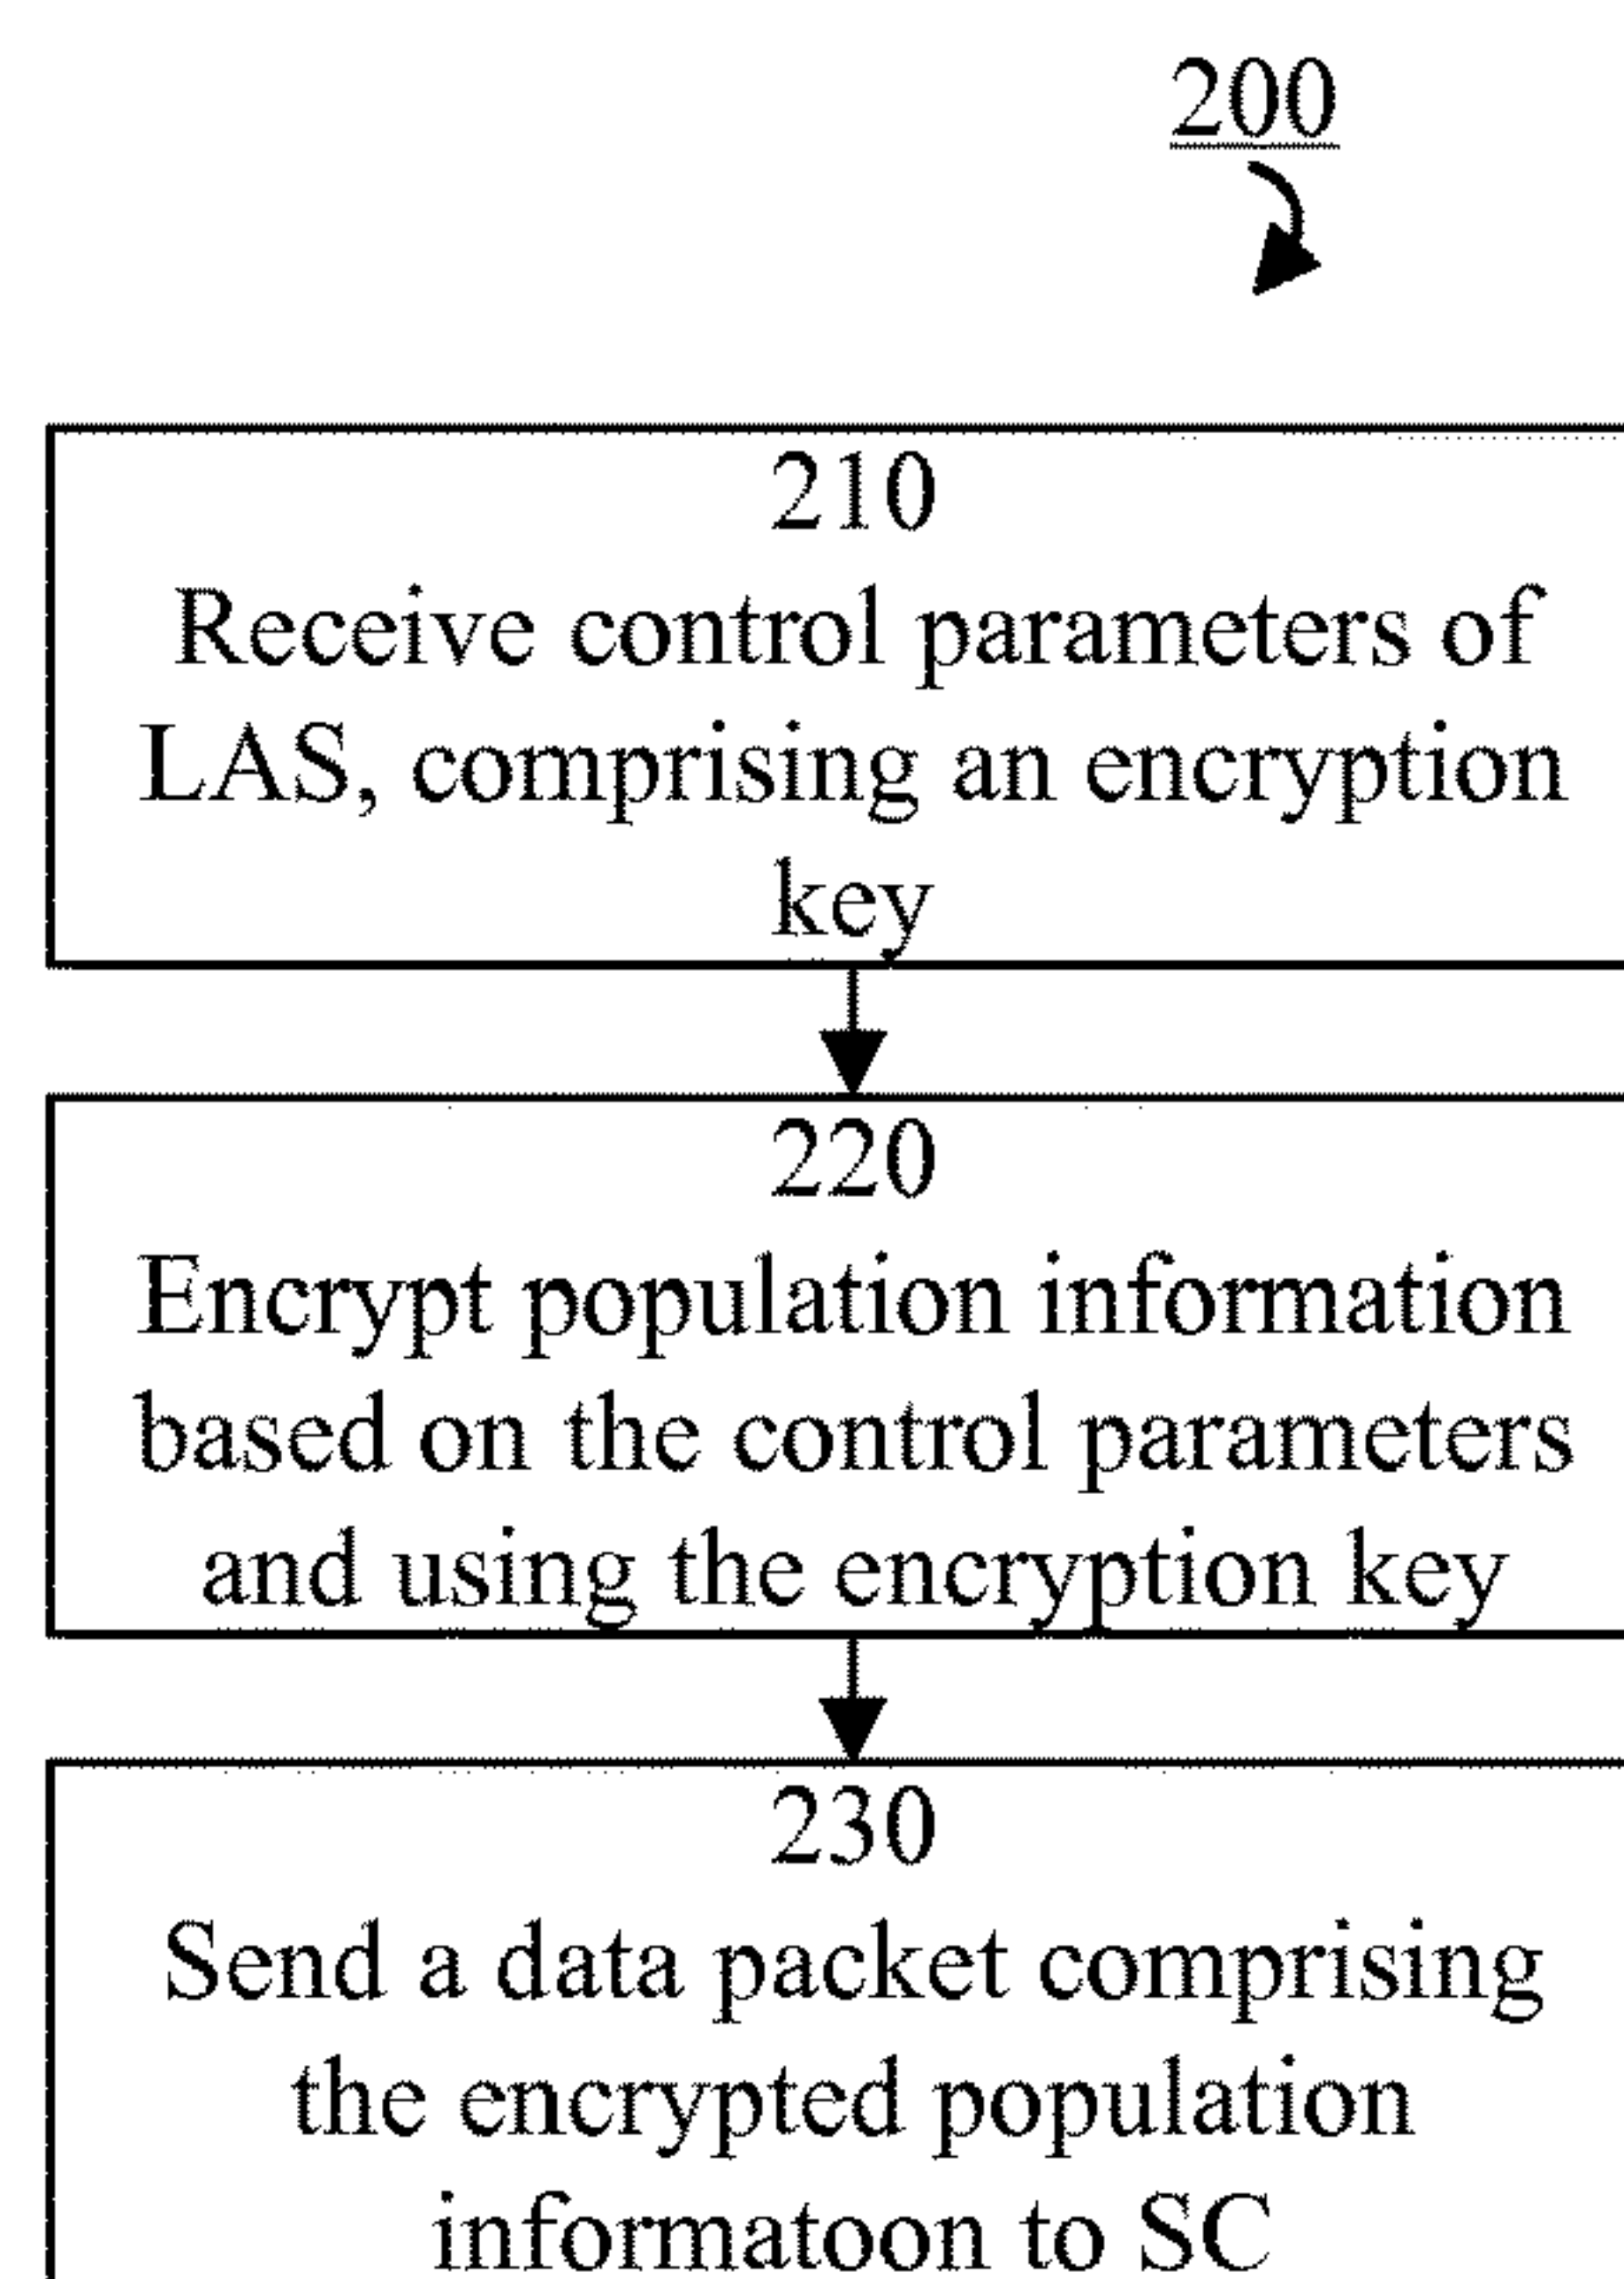 200
210
Receive control parameters of
LAS, comprising an encryption
key
220
Encrypt population information
based on the control parameters
and using the encryption key
230
Send a data packet comprising
the encrypted population
informatoon to SC